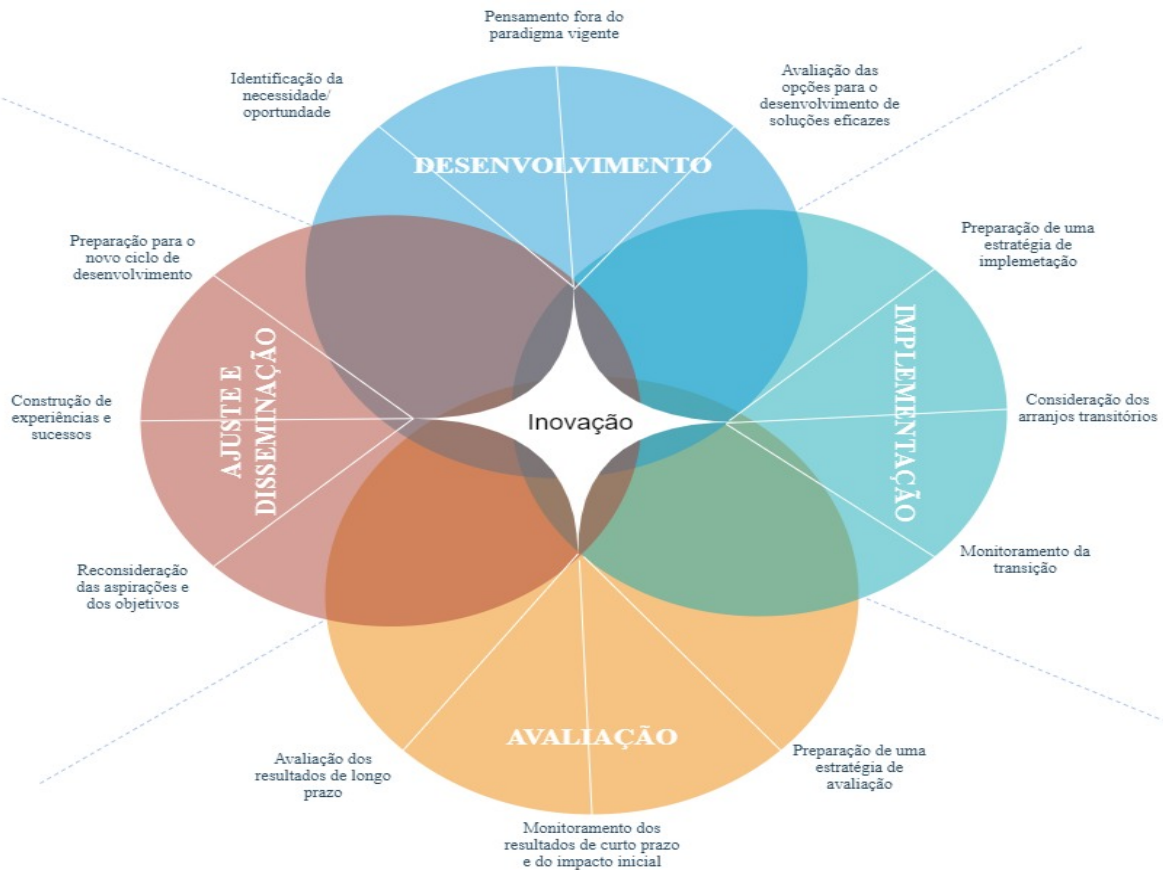 Pensamento fora do
paradigma vigente
Identificação da
necessidade/
oportunidade
Avaliação das
opções para o
desenvolvimento de
soluções eficazes
DESENVOLVIMENTO
Preparação para o
novo ciclo de
desenvolvimento
Preparação de uma
estratégia de
implemetação
AJUSTE E
DISSEMINAÇÃO
IMPLEMENTAÇÃO
Construção de
experiências e
sucessos
Inovação
Consideração dos
arranjos transitórios
Reconsideração
das aspirações e
dos objetivos
Monitoramento da
transição
AVALIAÇÃO
Avaliação dos
resultados de longo
prazo
Preparação de uma
estratégia de
avaliação
Monitoramento dos
resultados de curto prazo
e do impacto inicial